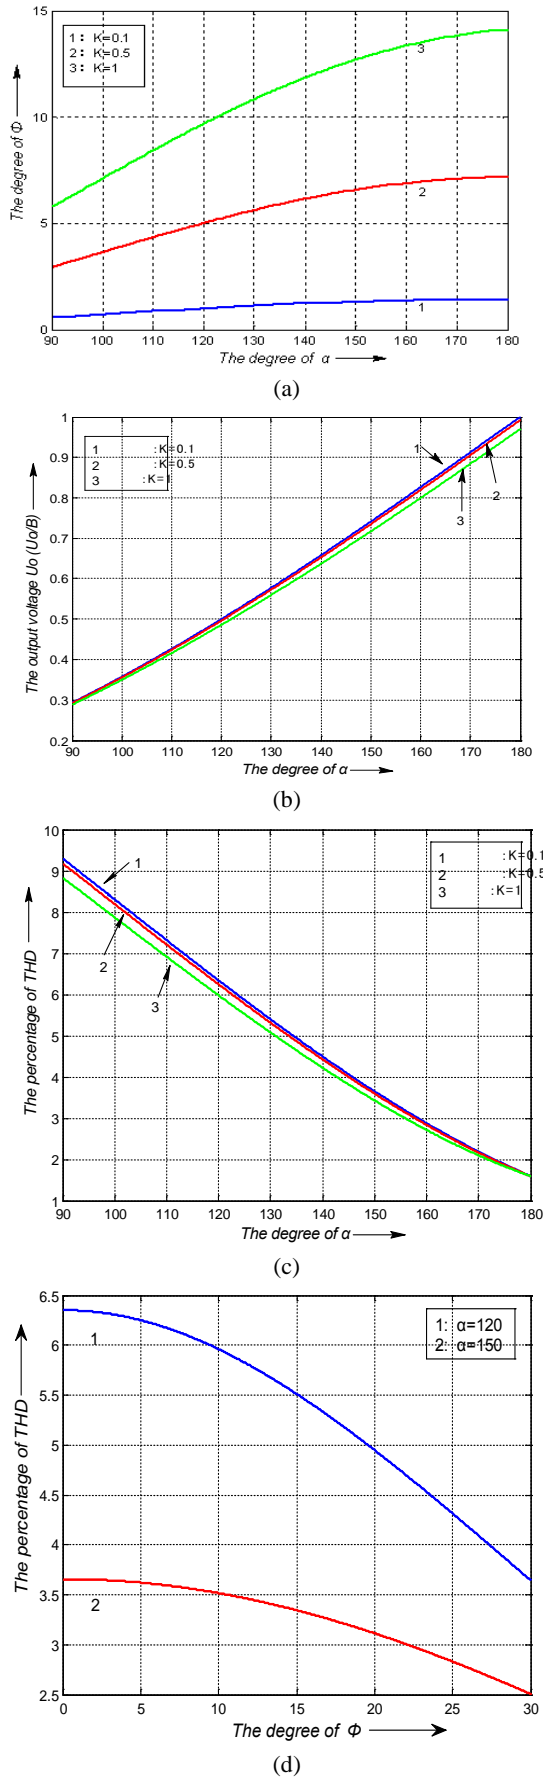 15
1: K=0.1
2: K=0.5
3: K=1
3
10
The degree of Φ
2
5
1
0
90 100 110 120 130 140 150 160 170 180
The degree of α
(a)
1
1 :K=0.1
2 :K=0.5
3 :K=1
0.9
1
2
3
0.8
0.7
0.6
0.5
0.4
0.3
0.2
The output voltage Uo (Uo/B)
90 100 110 120 130 140 150 160 170 180
The degree of α
(b)
10
1 :K=0.1
2 :K=0.5
3 :K=1
9
1
8
2
7
3
6
5
4
3
2
1
The percentage of THD
90 100 110 120 130 140 150 160 170 180
The degree of α
(c)
6.5
1: α=120
2: α=150
1
6
5.5
5
4.5
4
3.5
2
3
2.5
The percentage of THD
0 5 10 15 20 25 30
The degree of Φ
(d)